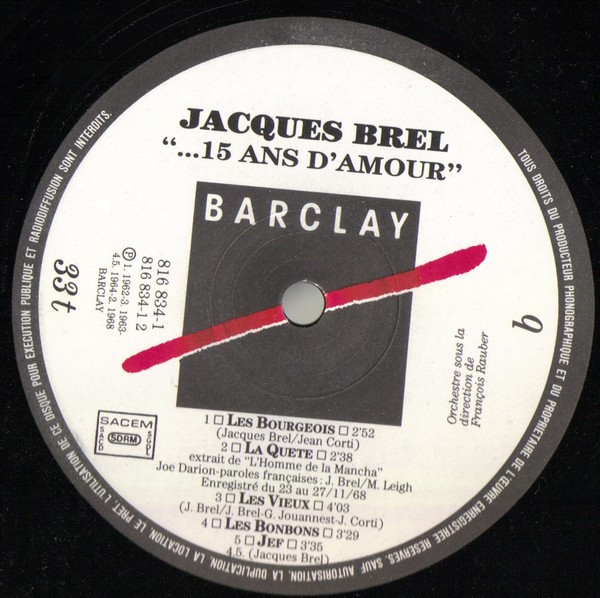 JACQUES BREL
“...15 ANS D'AMOUR”
BARCLAY
816 834-1
816 834-1 2
Ⓟ 1. 1962-3. 1963-
4.5. 1964-2. 1968
BARCLAY
33t
b
Orchestre sous la
direction de
François Rauber
SACEM
SACD
SDRM
SGDL
1 □ LES BOURGEOIS □ 2'52
(Jacques Brel/Jean Corti)
2 □ LA QUETE □ 2'38
extrait de "L'Homme de la Mancha"
Joe Darion-paroles françaises : J. Brel/M. Leigh
Enregistré du 23 au 27/11/68
3 □ LES VIEUX □ 4'03
(J. Brel/J. Brel-G. Jouannest-J. Corti)
4 □ LES BONBONS □ 3'29
5 □ JEF □ 3'35
4.5. (Jacques Brel)
TOUS DROITS DU PRODUCTEUR PHONOGRAPHIQUE ET DU PROPRIETAIRE DE L'ŒUVRE ENREGISTREE RESERVES. SAUF AUTORISATION, LA DUPLICATION, LA LOCATION, LE PRET, L'UTILISATION DE CE DISQUE POUR EXECUTION PUBLIQUE ET RADIODIFFUSION SONT INTERDITS.